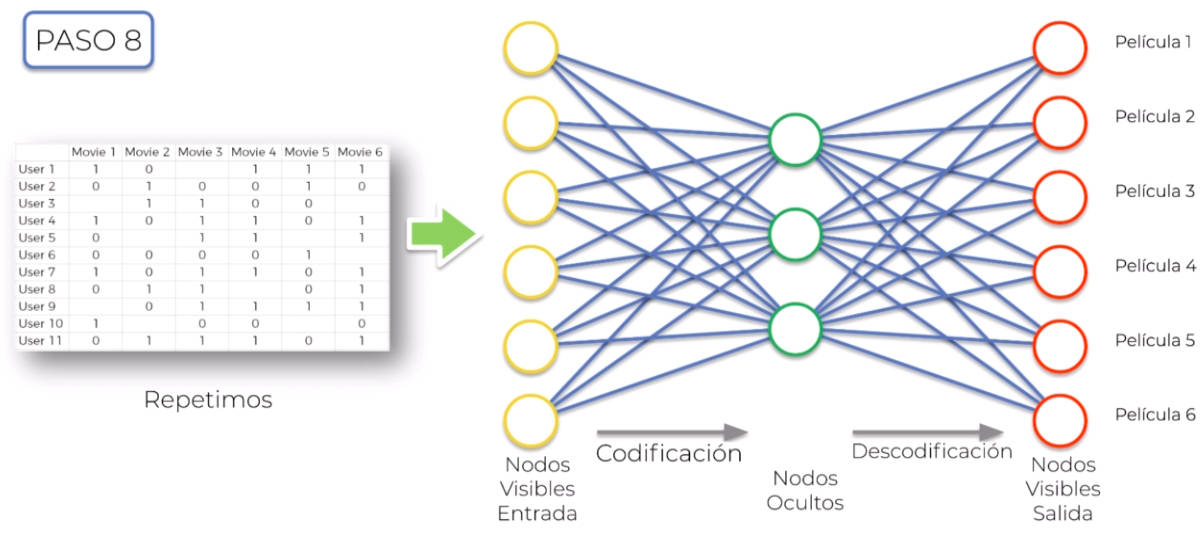 PASO 8
Movie 1 Movie 2 Movie 3 Movie 4 Movie 5 Movie 6
User 1 1 0 1 1 1
User 2 0 1 0 0 1 0
User 3 1 1 0 0
User 4 1 0 1 1 0 1
User 5 0 1 1 1
User 6 0 0 0 0 1
User 7 1 0 1 1 0 1
User 8 0 1 1 0 1
User 9 0 1 1 1 1
User 10 1 0 0 0
User 11 0 1 1 1 0 1
Repetimos
Codificación
Descodificación
Nodos
Visibles
Entrada
Nodos
Ocultos
Nodos
Visibles
Salida
Película 1
Película 2
Película 3
Película 4
Película 5
Película 6